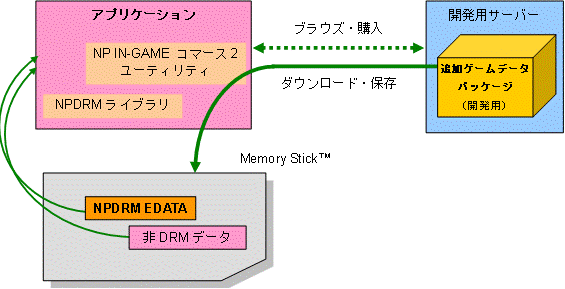 アプリケーション
NP IN-GAME コマース2
ユーティリティ
NPDRM ライブラリ
ブラウズ・購入
ダウンロード・保存
開発用サーバー
追加ゲームデータ
パッケージ
（開発用）
Memory Stick™
NPDRM EDATA
非DRMデータ